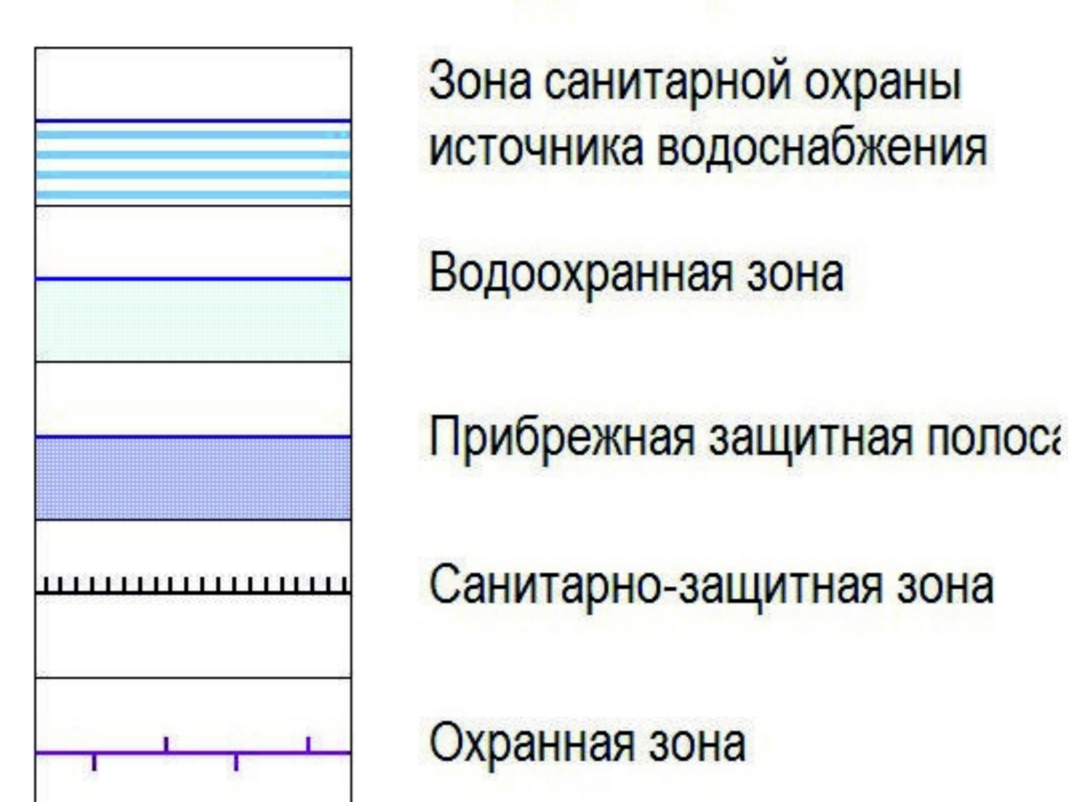 Зона санитарной охраны
источника водоснабжения
Водоохранная зона
Прибрежная защитная полоса
Санитарно-защитная зона
Охранная зона